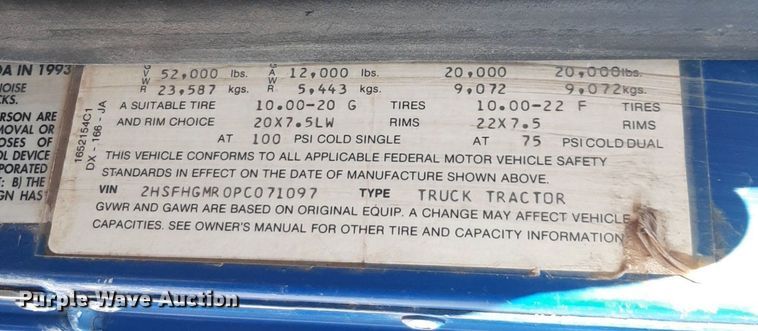 DA IN 1993
NOISE
CKS.
ERSON ARE
MOVAL OR
OSES OF
OL DEVICE
RPORATED
T: B) THE
GN HAS
1652154C1
DX - 166 - JA
GVWR 52,000 lbs. GAWR 12,000 20,000 20,000lbs.
23,587 kgs. 5,443 kgs. 9,072 9,072kgs.
A SUITABLE TIRE 10.00-20 G TIRES 10.00-22 F TIRES
AND RIM CHOICE 20X7.5LW RIMS 22X7.5 RIMS
AT 100 PSI COLD SINGLE AT 75 PSI COLD DUAL
THIS VEHICLE CONFORMS TO ALL APPLICABLE FEDERAL MOTOR VEHICLE SAFETY
STANDARDS IN EFFECT ON THE DATE OF MANUFACTURE SHOWN ABOVE.
VIN 2HSFHGMR0PC071097 TYPE TRUCK TRACTOR
GVWR AND GAWR ARE BASED ON ORIGINAL EQUIP. A CHANGE MAY AFFECT VEHICLE
CAPACITIES. SEE OWNER'S MANUAL FOR OTHER TIRE AND CAPACITY INFORMATION
Purple Wave Auction